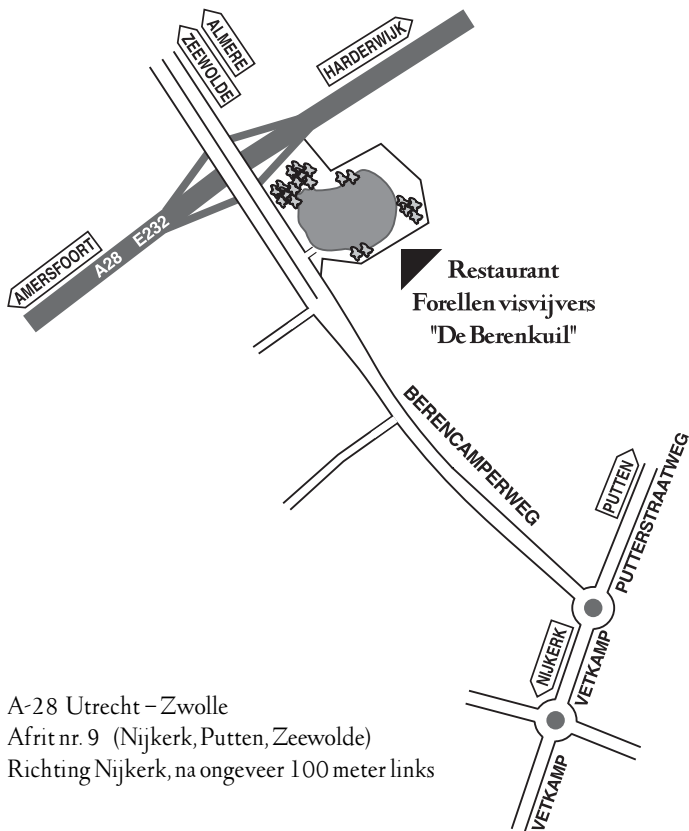 ALMERE
ZEEWOLDE
HARDERWIJK
AMERSFOORT
A28 E232
Restaurant
Forellen visvijvers
"De Berenkuil"
BERENCAMPERWEG
PUTTEN
PUTTERSTRAATWEG
NIJKERK
VETKAMP
VETKAMP
A-28 Utrecht – Zwolle
Afrit nr. 9 (Nijkerk, Putten, Zeewolde)
Richting Nijkerk, na ongeveer 100 meter links